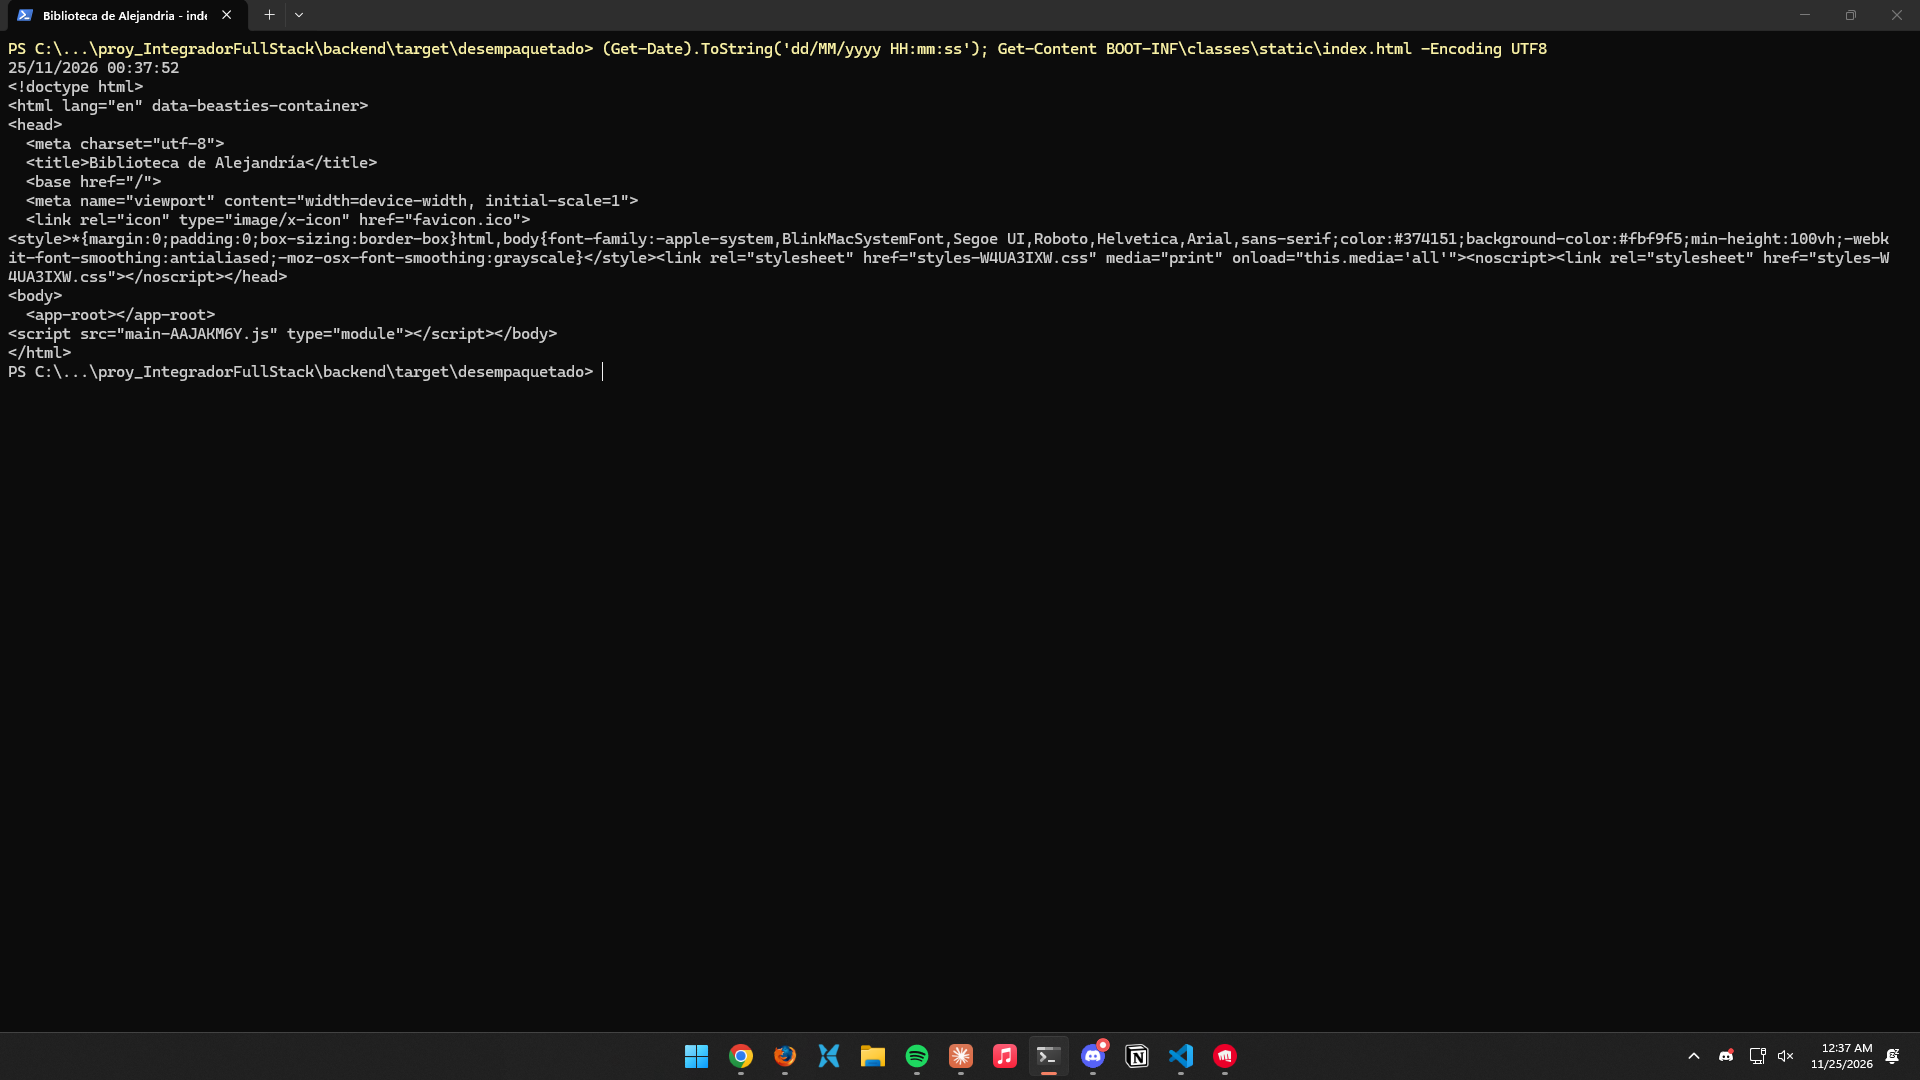 Biblioteca de Alejandria - inde
PS C:\...\proy_IntegradorFullStack\backend\target\desempaquetado> (Get-Date).ToString('dd/MM/yyyy HH:mm:ss'); Get-Content BOOT-INF\classes\static\index.html -Encoding UTF8
25/11/2026 00:37:52
<!doctype html>
<html lang="en" data-beasties-container>
<head>
  <meta charset="utf-8">
  <title>Biblioteca de Alejandría</title>
  <base href="/">
  <meta name="viewport" content="width=device-width, initial-scale=1">
  <link rel="icon" type="image/x-icon" href="favicon.ico">
<style>*{margin:0;padding:0;box-sizing:border-box}html,body{font-family:-apple-system,BlinkMacSystemFont,Segoe UI,Roboto,Helvetica,Arial,sans-serif;color:#374151;background-color:#fbf9f5;min-height:100vh;-webk
it-font-smoothing:antialiased;-moz-osx-font-smoothing:grayscale}</style><link rel="stylesheet" href="styles-W4UA3IXW.css" media="print" onload="this.media='all'"><noscript><link rel="stylesheet" href="styles-W
4UA3IXW.css"></noscript></head>
<body>
  <app-root></app-root>
<script src="main-AAJAKM6Y.js" type="module"></script></body>
</html>
PS C:\...\proy_IntegradorFullStack\backend\target\desempaquetado>
12:37 AM
11/25/2026